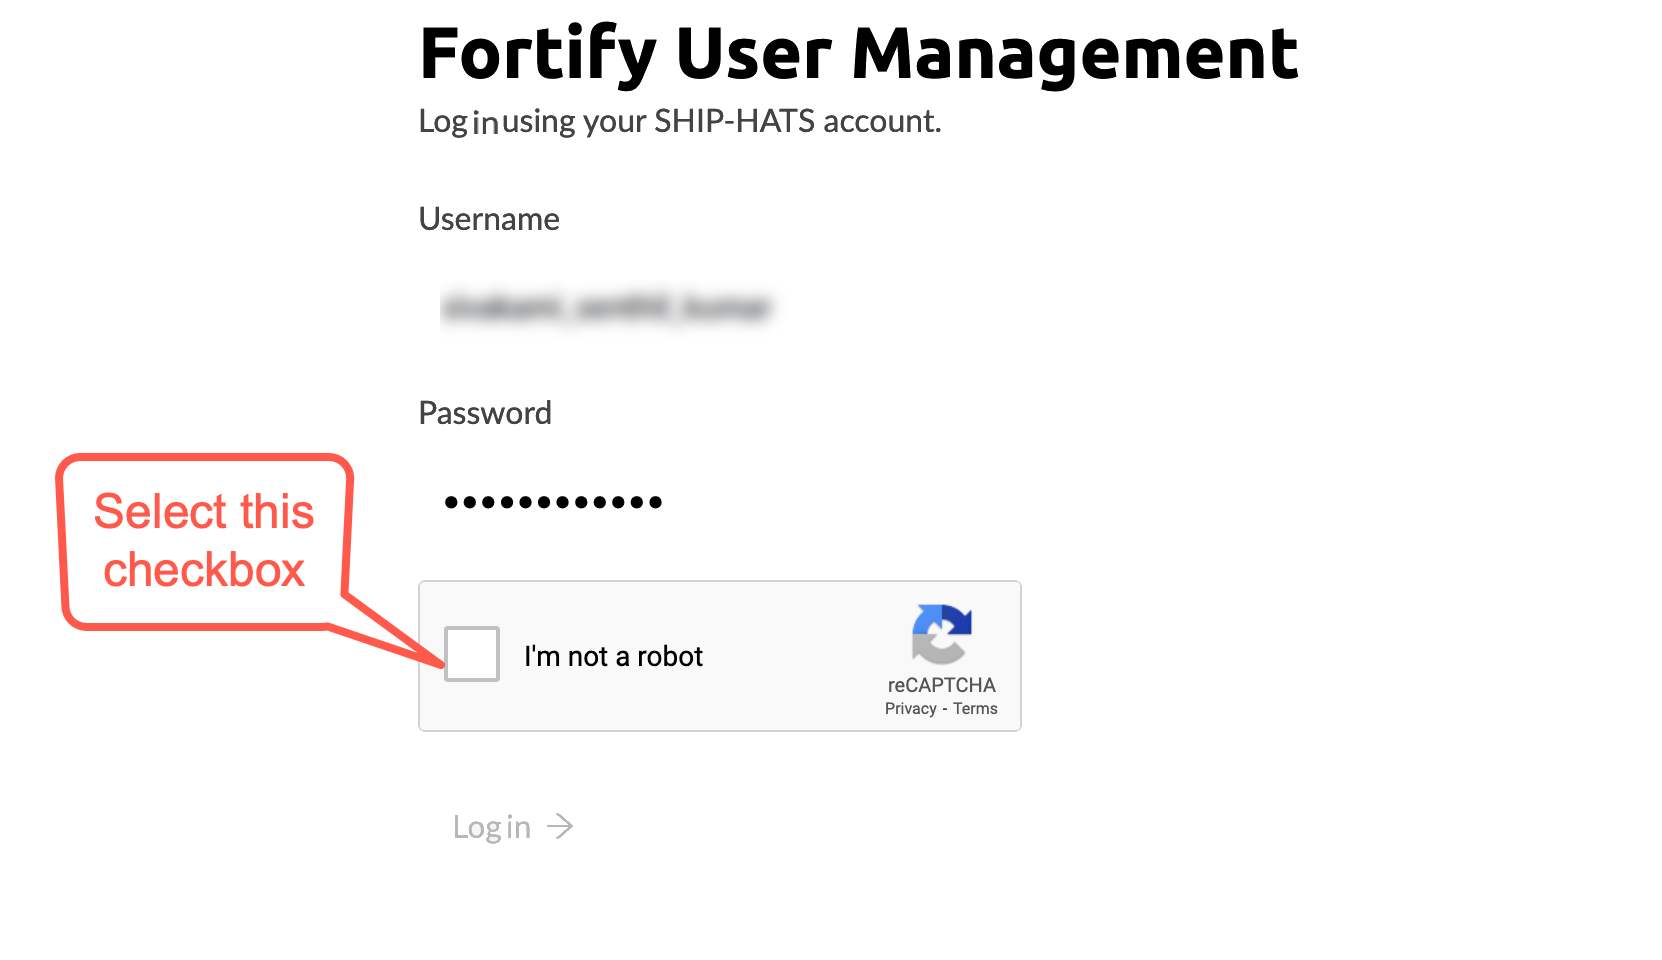 Fortify User Management
Log in using your SHIP-HATS account.
Username
Password
Select this
checkbox
I'm not a robot
reCAPTCHA
Privacy - Terms
Log in